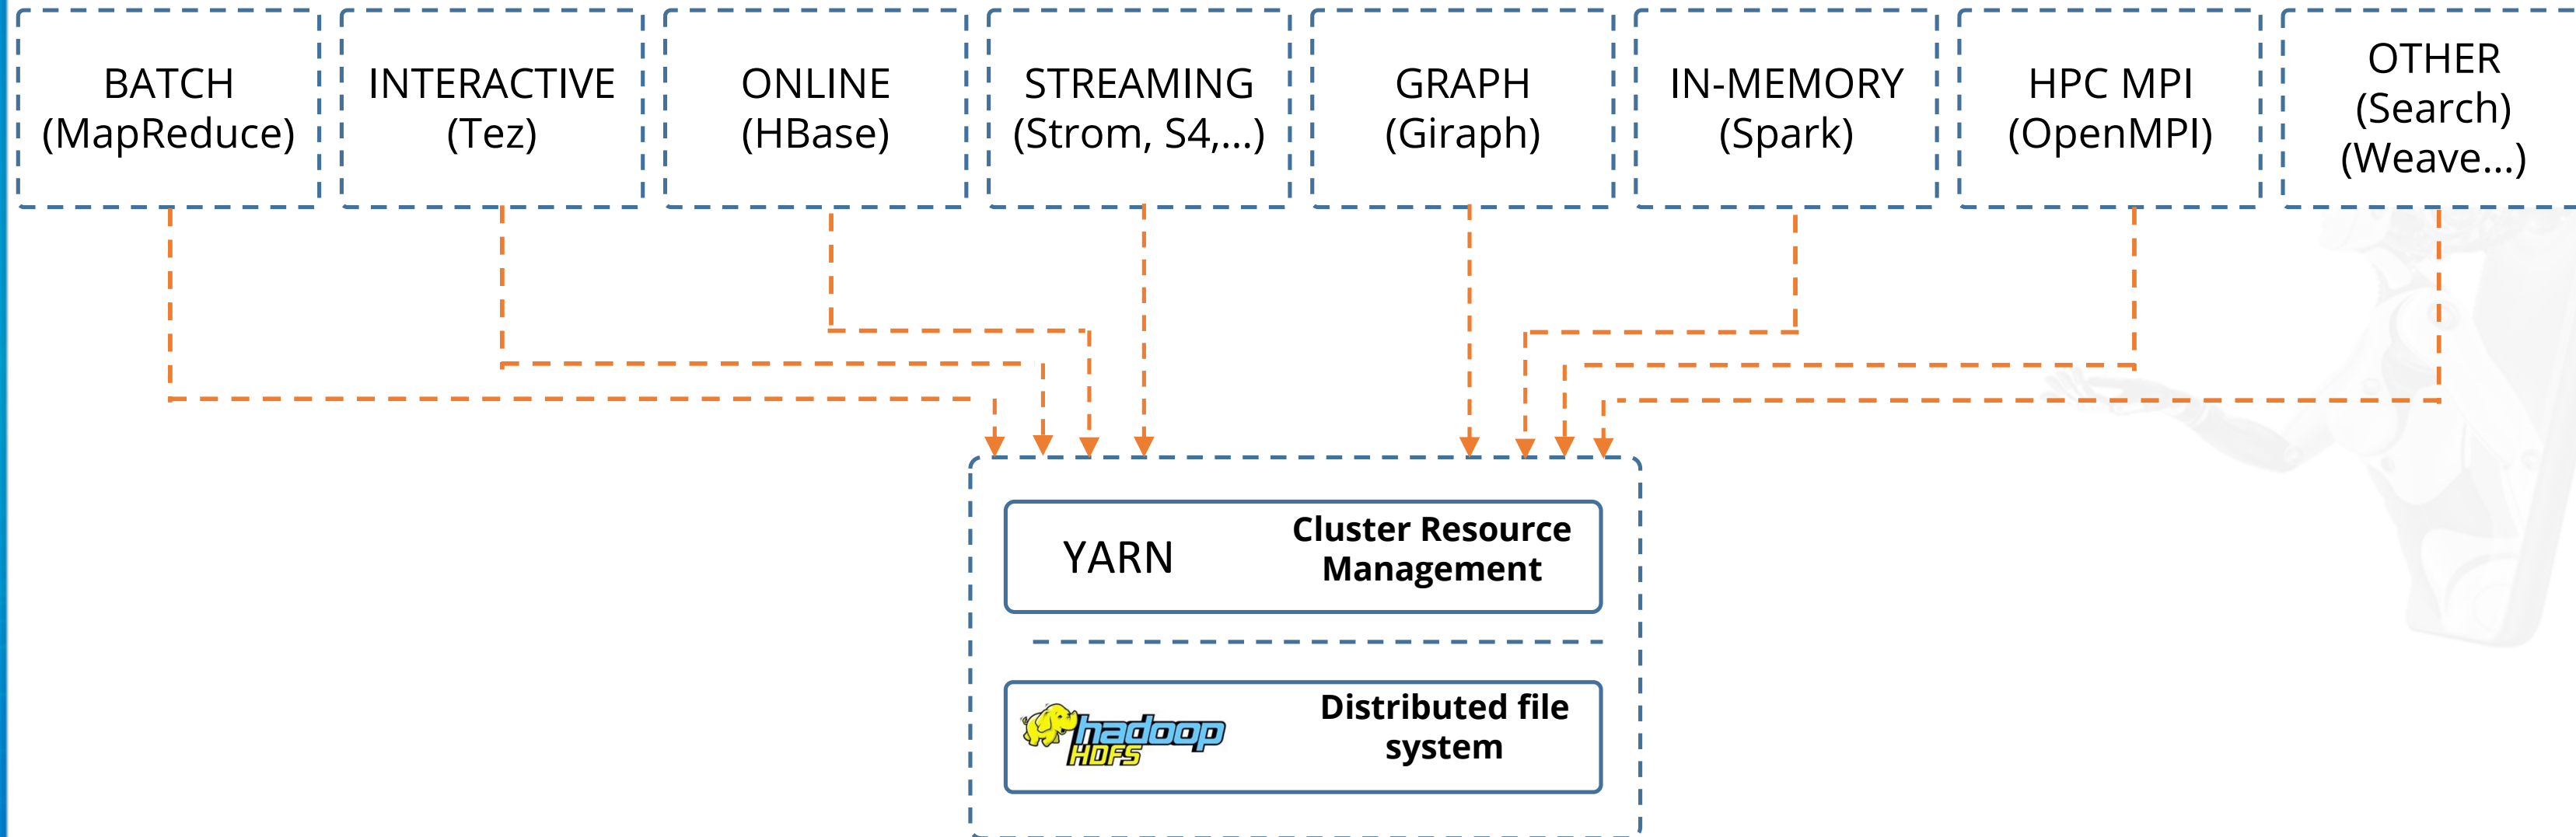 BATCH
(MapReduce)
INTERACTIVE
(Tez)
ONLINE
(HBase)
STREAMING
(Strom, S4,...)
GRAPH
(Giraph)
IN-MEMORY
(Spark)
HPC MPI
(OpenMPI)
OTHER
(Search)
(Weave...)
YARN
Cluster Resource
Management
hadoop
HDFS
Distributed file
system